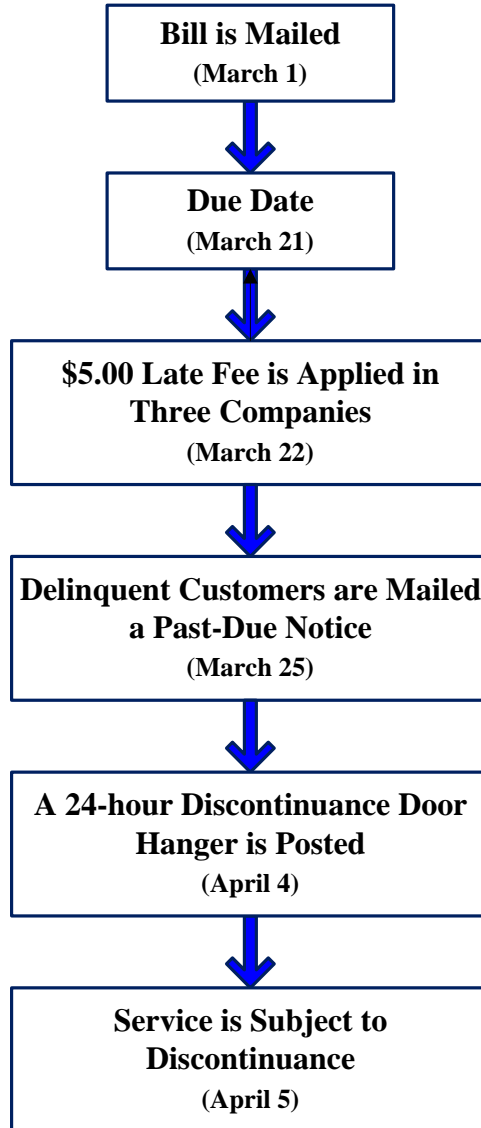 Bill is Mailed
(March 1)
Due Date
(March 21)
$5.00 Late Fee is Applied in
Three Companies
(March 22)
Delinquent Customers are Mailed
a Past-Due Notice
(March 25)
A 24-hour Discontinuance Door
Hanger is Posted
(April 4)
Service is Subject to
Discontinuance
(April 5)